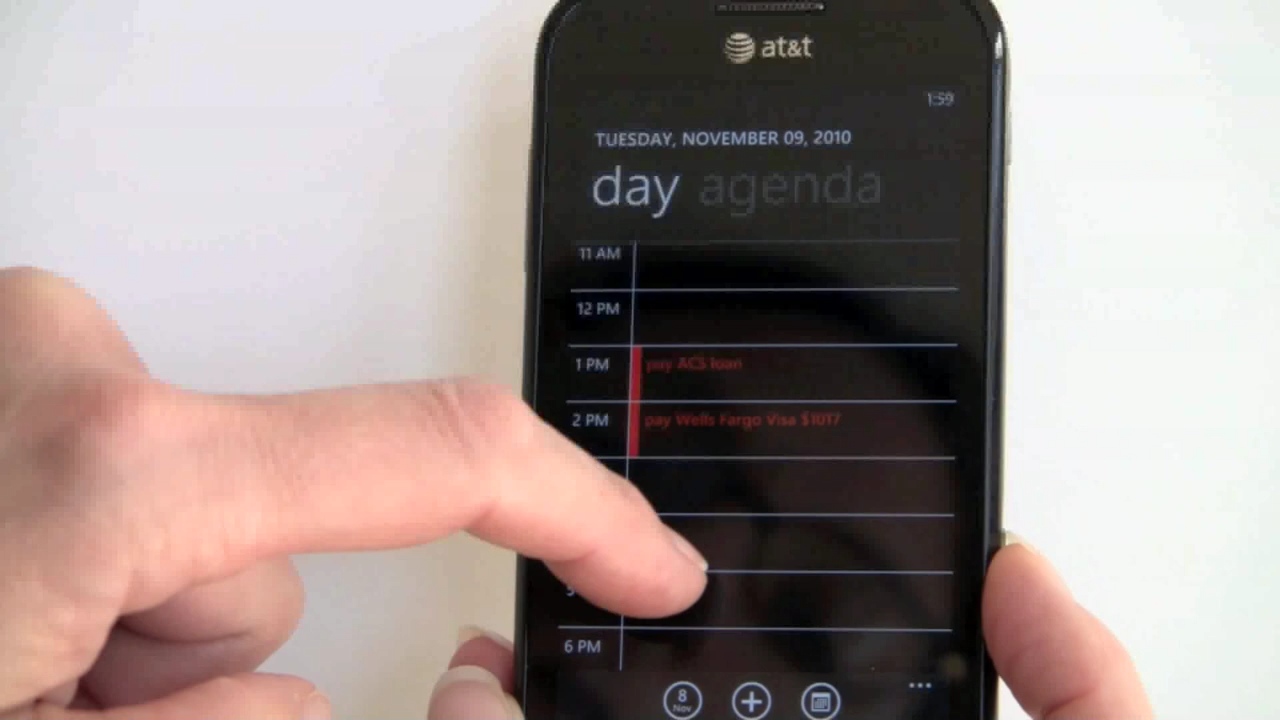 at&t
1:59
TUESDAY, NOVEMBER 09, 2010
day agenda
11 AM
12 PM
1 PM pay ACS loan
2 PM pay Wells Fargo Visa $1017
6 PM
8
Nov